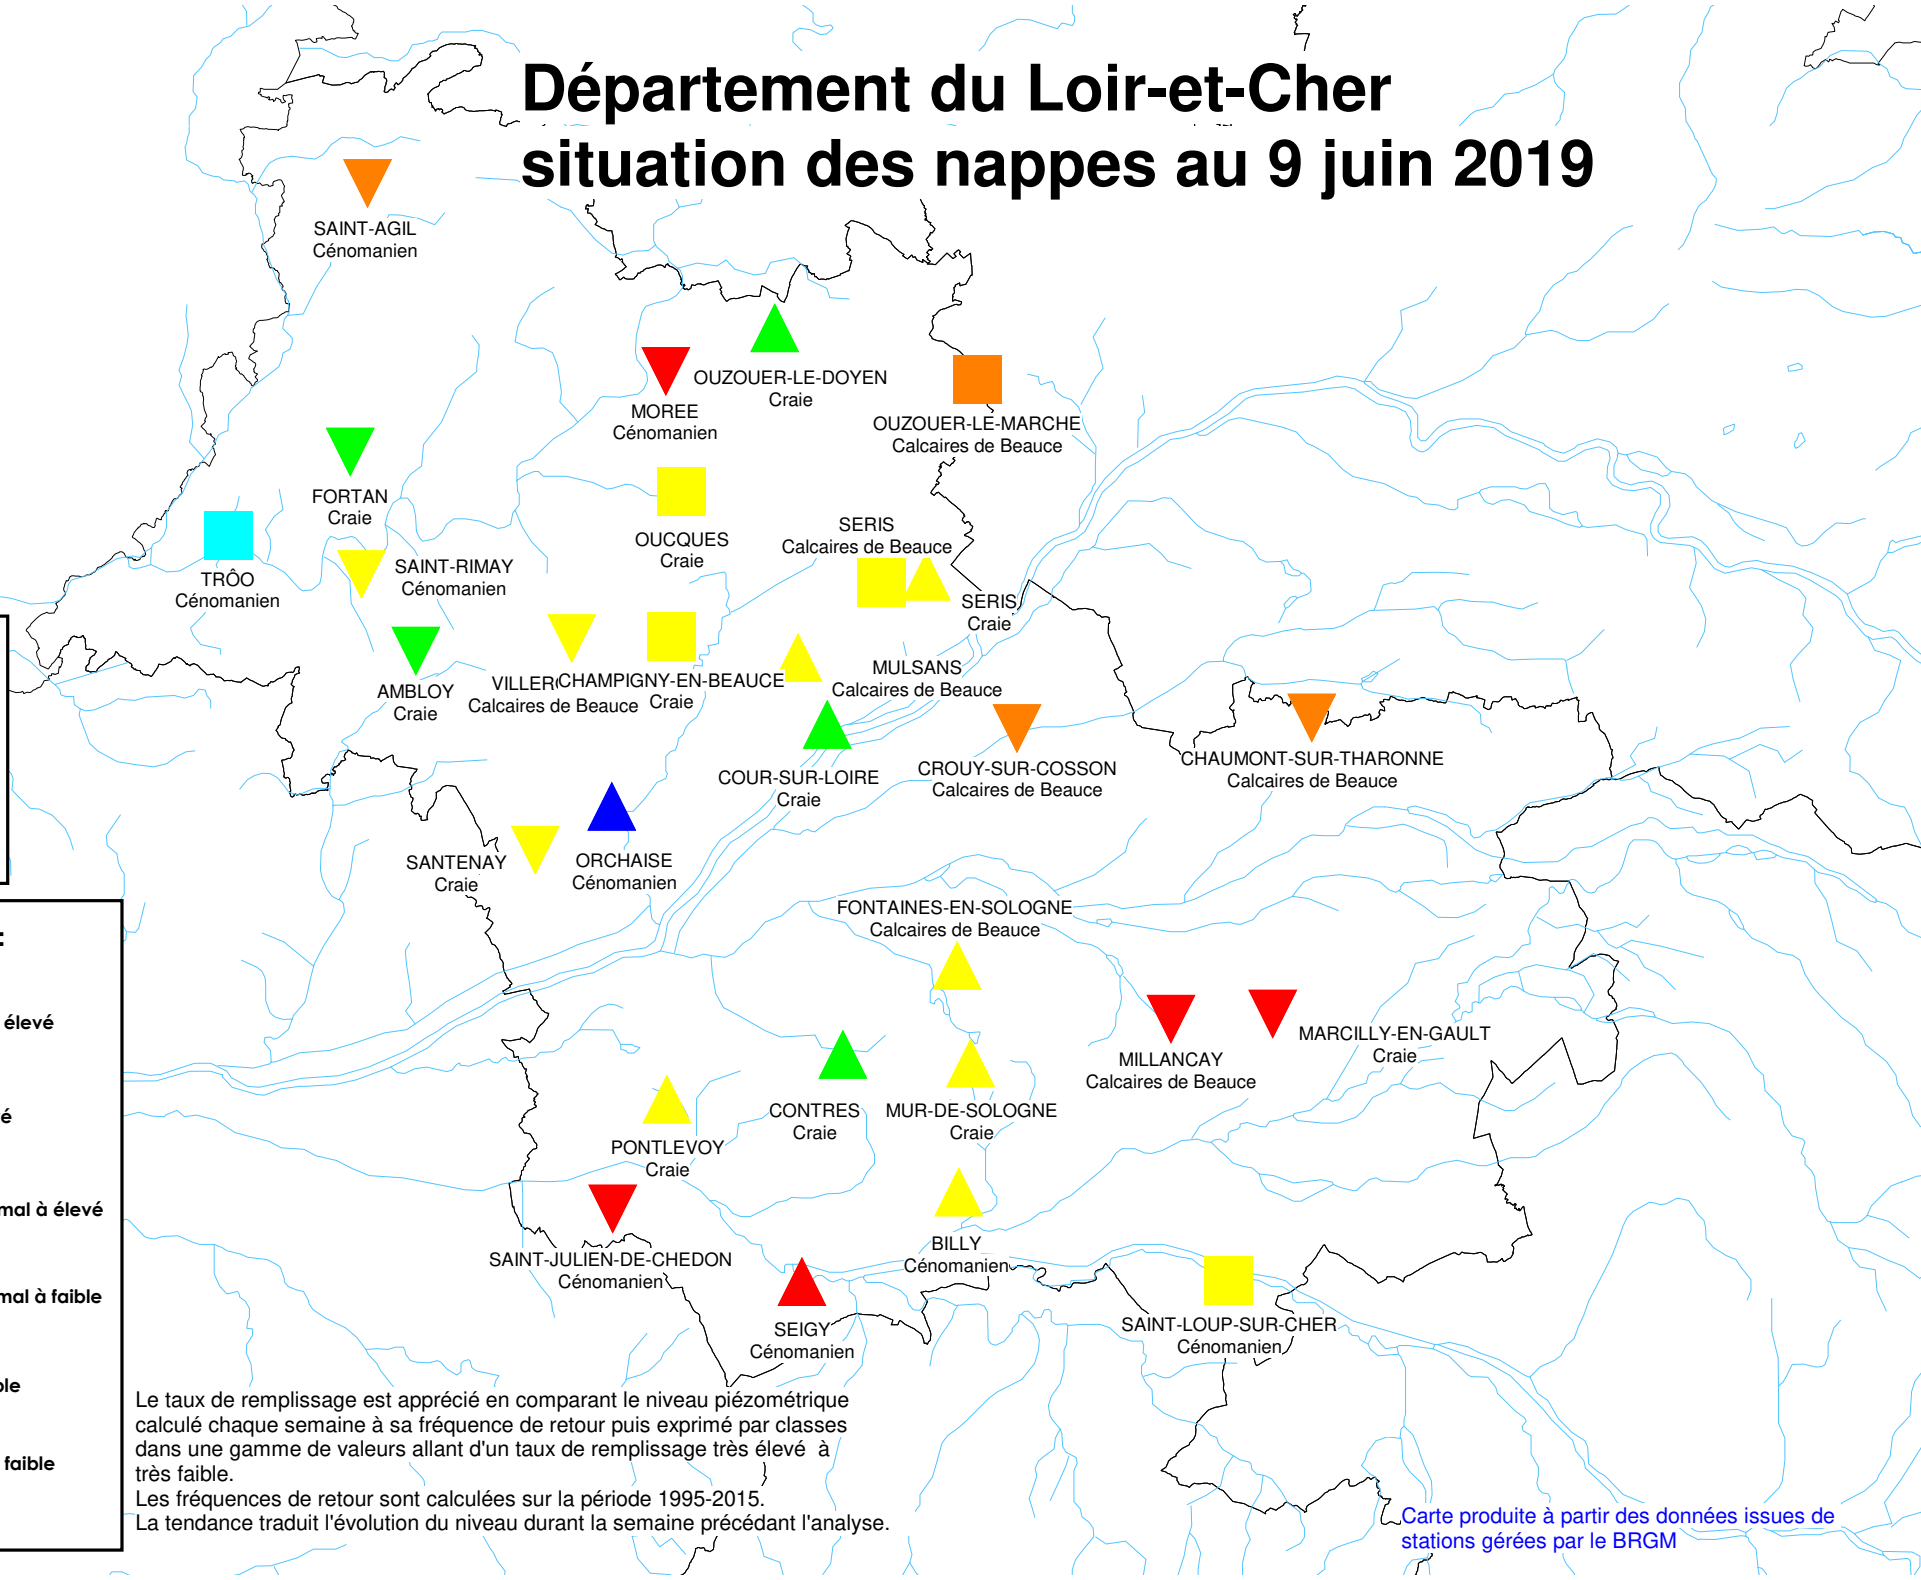 Département du Loir-et-Cher
situation des nappes au 9 juin 2019
SAINT-AGIL
Cénomanien
OUZOUER-LE-DOYEN
Craie
MOREE
Cénomanien
OUZOUER-LE-MARCHE
Calcaires de Beauce
FORTAN
Craie
OUCQUES
Craie
SERIS
Calcaires de Beauce
TRÔO
Cénomanien
SAINT-RIMAY
Cénomanien
SERIS
Craie
AMBLOY
Craie
VILLER
Calcaires de Beauce
CHAMPIGNY-EN-BEAUCE
Craie
MULSANS
Calcaires de Beauce
COUR-SUR-LOIRE
Craie
CROUY-SUR-COSSON
Calcaires de Beauce
CHAUMONT-SUR-THARONNE
Calcaires de Beauce
SANTENAY
Craie
ORCHAISE
Cénomanien
FONTAINES-EN-SOLOGNE
Calcaires de Beauce
MILLANCAY
Calcaires de Beauce
MARCILLY-EN-GAULT
Craie
CONTRES
Craie
MUR-DE-SOLOGNE
Craie
PONTLEVOY
Craie
SAINT-JULIEN-DE-CHEDON
Cénomanien
BILLY
Cénomanien
SEIGY
Cénomanien
SAINT-LOUP-SUR-CHER
Cénomanien
:
élevé
é
mal à élevé
mal à faible
ble
faible
Le taux de remplissage est apprécié en comparant le niveau piézométrique
calculé chaque semaine à sa fréquence de retour puis exprimé par classes
dans une gamme de valeurs allant d'un taux de remplissage très élevé à
très faible.
Les fréquences de retour sont calculées sur la période 1995-2015.
La tendance traduit l'évolution du niveau durant la semaine précédant l'analyse.
Carte produite à partir des données issues de
stations gérées par le BRGM